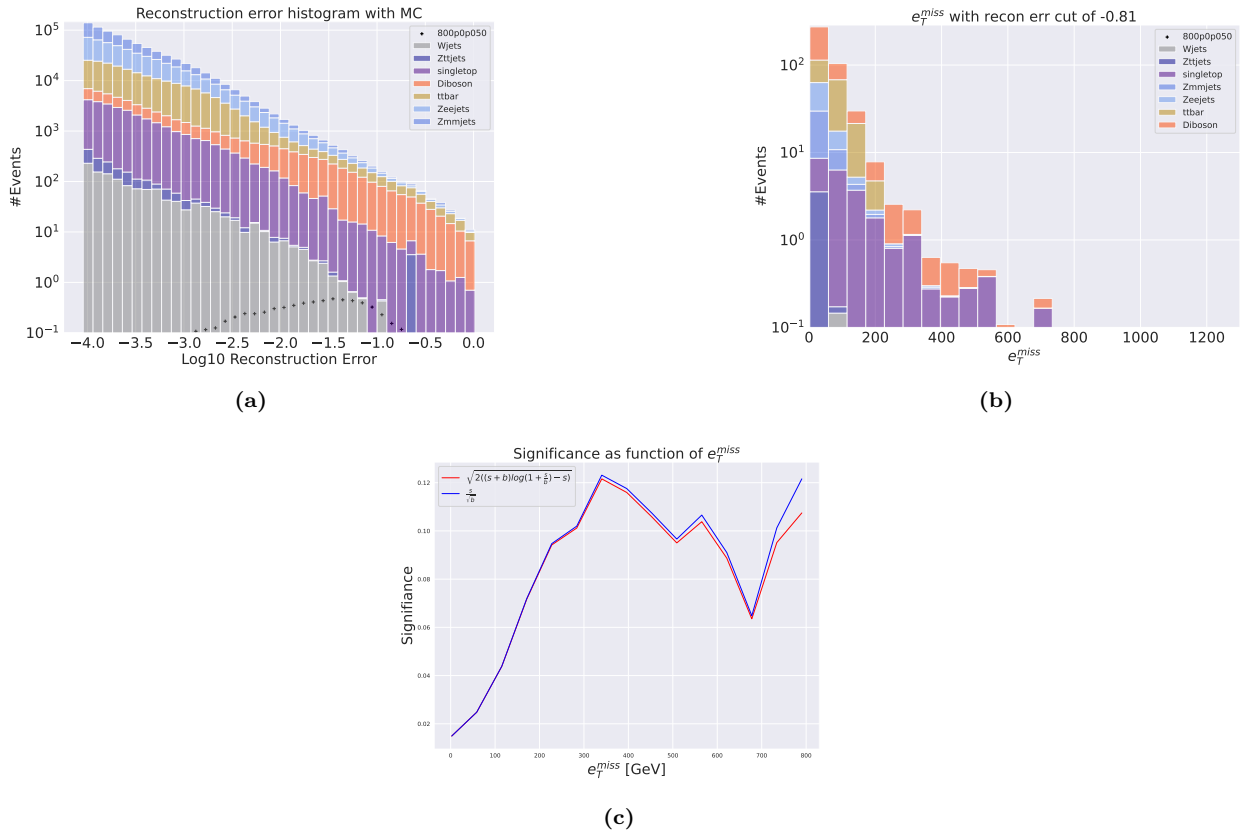 Reconstruction error histogram with MC
10^5
10^4
10^3
10^2
10^1
10^0
10^-1
#Events
800p0p050
Wjets
Zttjets
singletop
Diboson
ttbar
Zeejets
Zmmjets
−4.0 −3.5 −3.0 −2.5 −2.0 −1.5 −1.0 −0.5 0.0
Log10 Reconstruction Error
(a)
e_T^miss with recon err cut of -0.81
10^2
10^1
10^0
10^-1
#Events
800p0p050
Wjets
Zttjets
singletop
Zmmjets
Zeejets
ttbar
Diboson
0 200 400 600 800 1000 1200
e_T^miss
(b)
Significance as function of e_T^miss
√2((s+b)log(1+s/b)−s)
s/√b
0.12
0.10
0.08
0.06
0.04
0.02
Signifiance
0 100 200 300 400 500 600 700 800
e_T^miss [GeV]
(c)